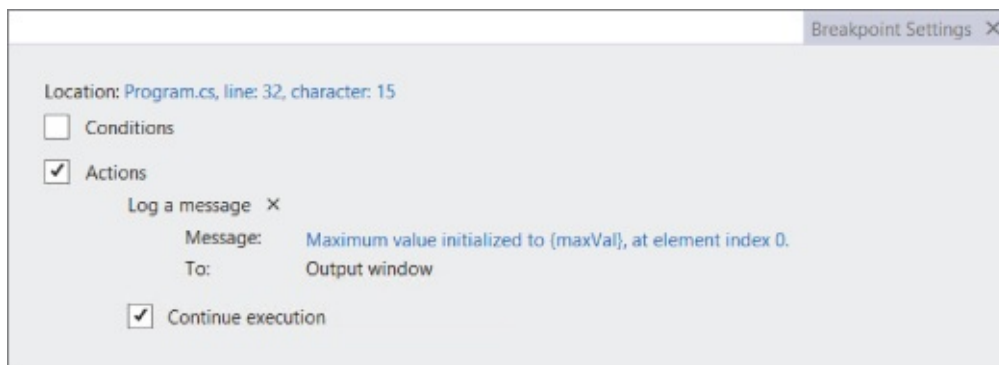 Breakpoint Settings ✕
Location: Program.cs, line: 32, character: 15
Conditions
Actions
Log a message ✕
Message: Maximum value initialized to {maxVal}, at element index 0.
To: Output window
Continue execution